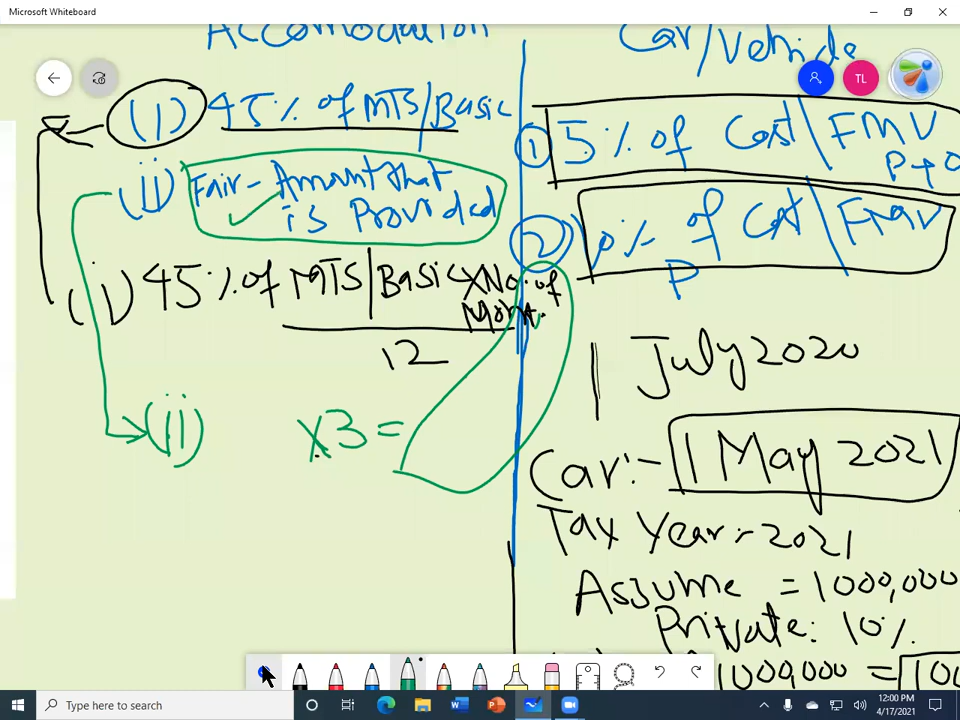 Microsoft Whiteboard
Accomodation
(i) 45% of MTS/Basic
(ii) Fair - Amount that
is Provided
(i) 45% of MTS/Basic x No. of
Month
12
(ii) x3 =
Car/Vehicle
TL
① 5% of Cost/FMV
P+O
② 10% of Cost/FMV
P
1 July 2020
Car:- 1 May 2021
Tax Year:- 2021
Assume = 1000,000
Private: 10%
1000,000 = 100
Type here to search
12:00 PM
4/17/2021